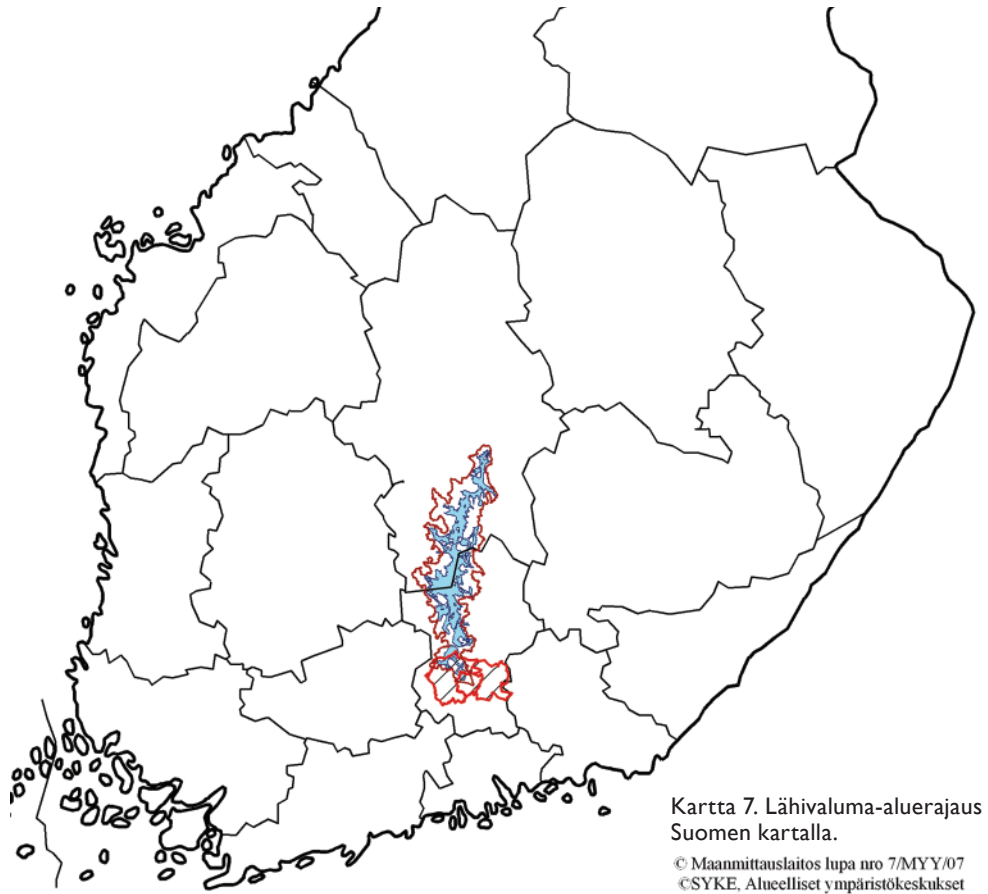 Kartta 7. Lähivaluma-aluerajaus
Suomen kartalla.
© Maanmittauslaitos lupa nro 7/MYY/07
©SYKE, Alueelliset ympäristökeskukset